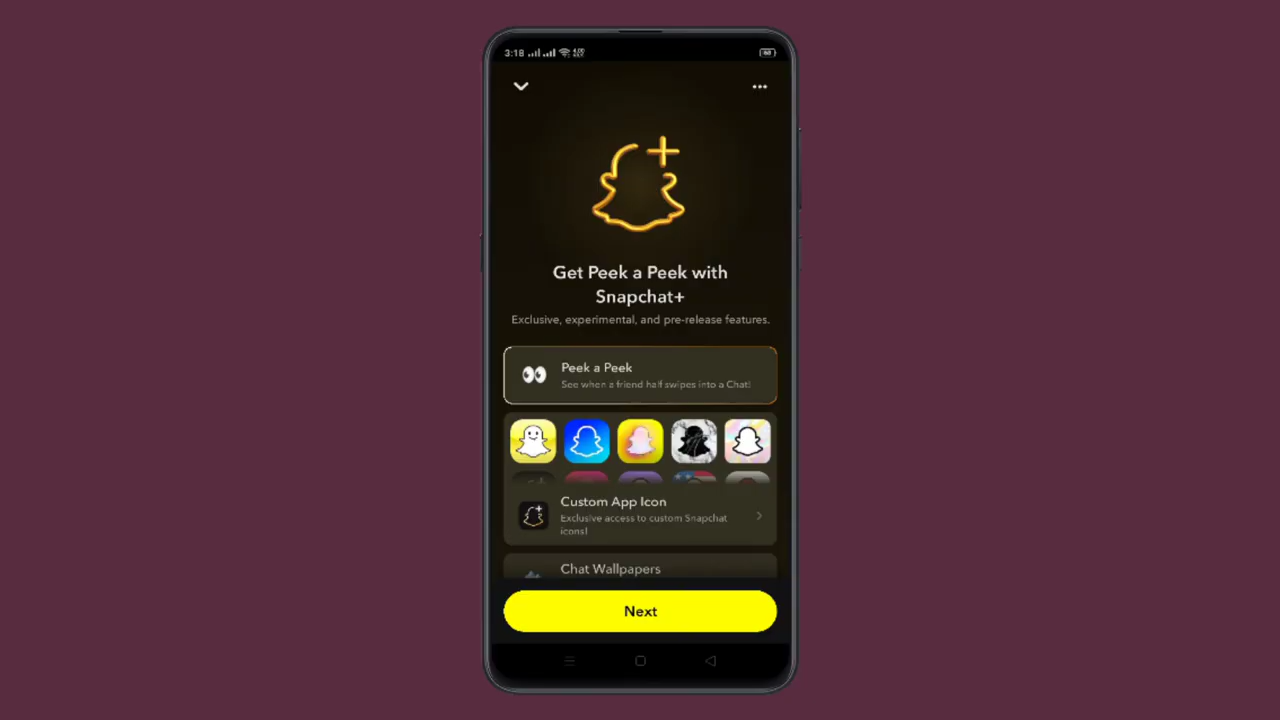 3:18
Get Peek a Peek with
Snapchat+
Exclusive, experimental, and pre-release features.
Peek a Peek
See when a friend half swipes into a Chat!
Custom App Icon
Exclusive access to custom Snapchat
icons!
Chat Wallpapers
Next